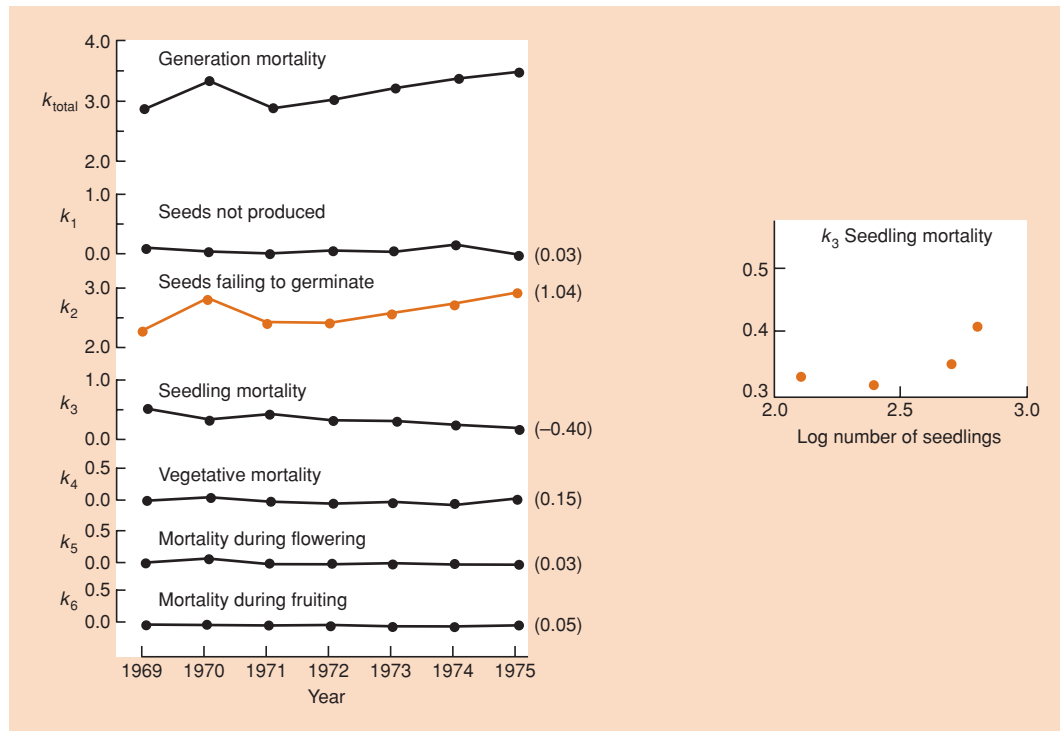 4.0
Generation mortality
k total 3.0
2.0
1.0
k1
Seeds not produced
0.0
(0.03)
Seeds failing to germinate
3.0
(1.04)
k2
2.0
1.0
Seedling mortality
k3
0.0
(–0.40)
0.5
Vegetative mortality
k4
0.0
(0.15)
0.5
Mortality during flowering
k5
0.0
(0.03)
0.5
Mortality during fruiting
k6
0.0
(0.05)
1969 1970 1971 1972 1973 1974 1975
Year
k3 Seedling mortality
0.5
0.4
0.3
2.0 2.5 3.0
Log number of seedlings